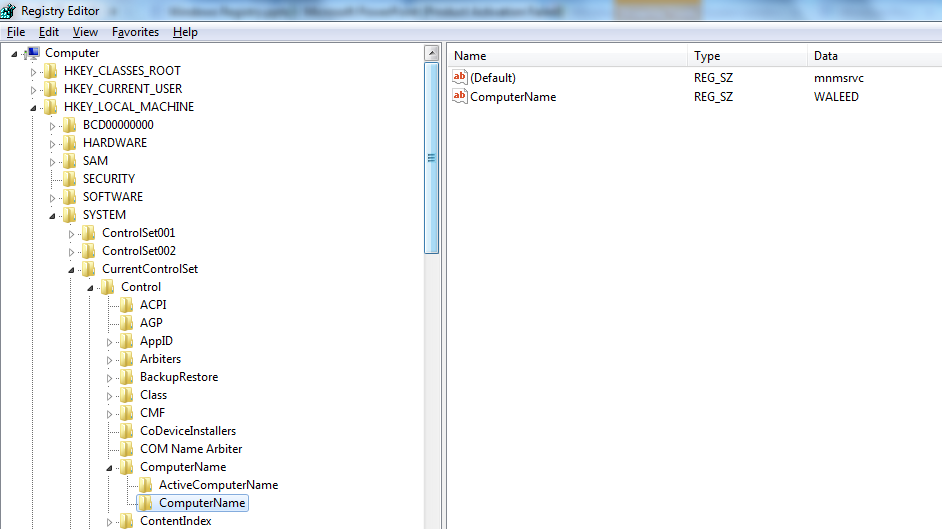 Registry Editor
File Edit View Favorites Help
Computer
HKEY_CLASSES_ROOT
HKEY_CURRENT_USER
HKEY_LOCAL_MACHINE
BCD00000000
HARDWARE
SAM
SECURITY
SOFTWARE
SYSTEM
ControlSet001
ControlSet002
CurrentControlSet
Control
ACPI
AGP
AppID
Arbiters
BackupRestore
Class
CMF
CoDeviceInstallers
COM Name Arbiter
ComputerName
ActiveComputerName
ComputerName
ContentIndex
Name Type Data
ab (Default) REG_SZ mnmsrvc
ab ComputerName REG_SZ WALEED